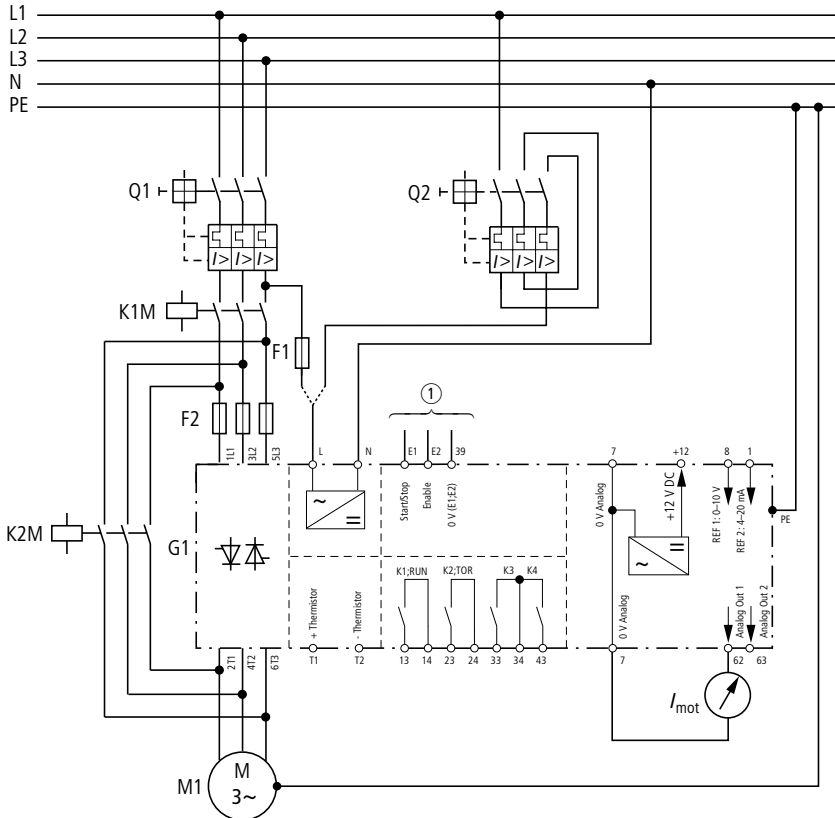 L1
L2
L3
N
PE
Q1
Q2
I> I> I>
I> I> I>
K1M
F1
1
F2
1L1 3L2 5L3
L N E1 E2 39 7 +12 8 1
Start/Stop
Enable
0 V (E1;E2)
0 V Analog
+12 V DC
REF 1: 0–10 V
REF 2: 4–20 mA
PE
~ =
~ =
K2M
G1
K1;RUN K2;TOR K3 K4
+ Thermistor
- Thermistor
0 V Analog
Analog Out 1
Analog Out 2
2T1 4T2 6T3 T1 T2 13 14 23 24 33 34 43 7 62 63
Imot
M1
M
3~